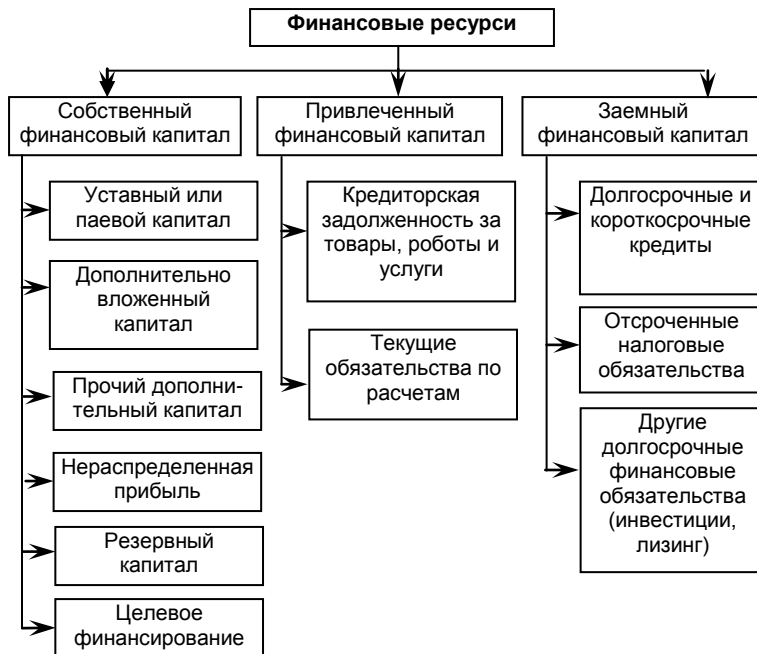 Финансовые ресурси
Собственный
финансовый капитал
Уставный или
паевой капитал
Дополнительно
вложенный
капитал
Прочий дополни-
тельный капитал
Нераспределенная
прибыль
Резервный
капитал
Целевое
финансирование
Привлеченный
финансовый капитал
Кредиторская
задолженность за
товары, роботы и
услуги
Текущие
обязательства по
расчетам
Заемный
финансовый капитал
Долгосрочные и
короткосрочные
кредиты
Отсроченные
налоговые
обязательства
Другие
долгосрочные
финансовые
обязательства
(инвестиции,
лизинг)